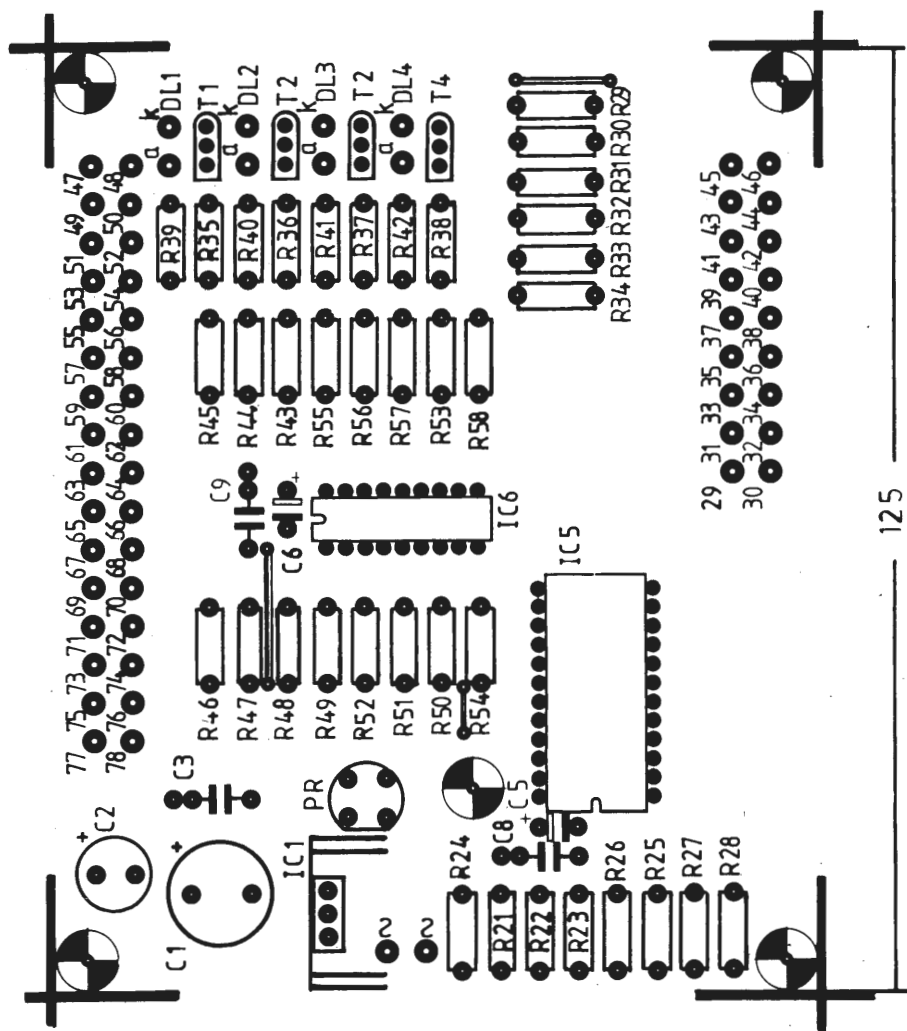 k DL1
a
T1
k DL2
a
T2
k DL3
a
T2
k DL4
a
T4
R39
R35
R40
R36
R41
R37
R42
R38
R29
R30
R31
R32
R33
R34
47
48
49
50
51
52
53
54
55
56
57
58
59
60
61
62
63
64
65
66
67
68
69
70
71
72
73
74
75
76
77
78
45
46
43
44
41
42
39
40
37
38
35
36
33
34
31
32
29
30
R45
R44
R43
R55
R56
R57
R53
R58
C9
+
C6
IC6
IC5
R46
R47
R48
R49
R52
R51
R50
R54
125
C3
PR
+
C2
+
C1
IC1
+
C5
C8
R24
R21
R22
R23
R26
R25
R27
R28
~
~